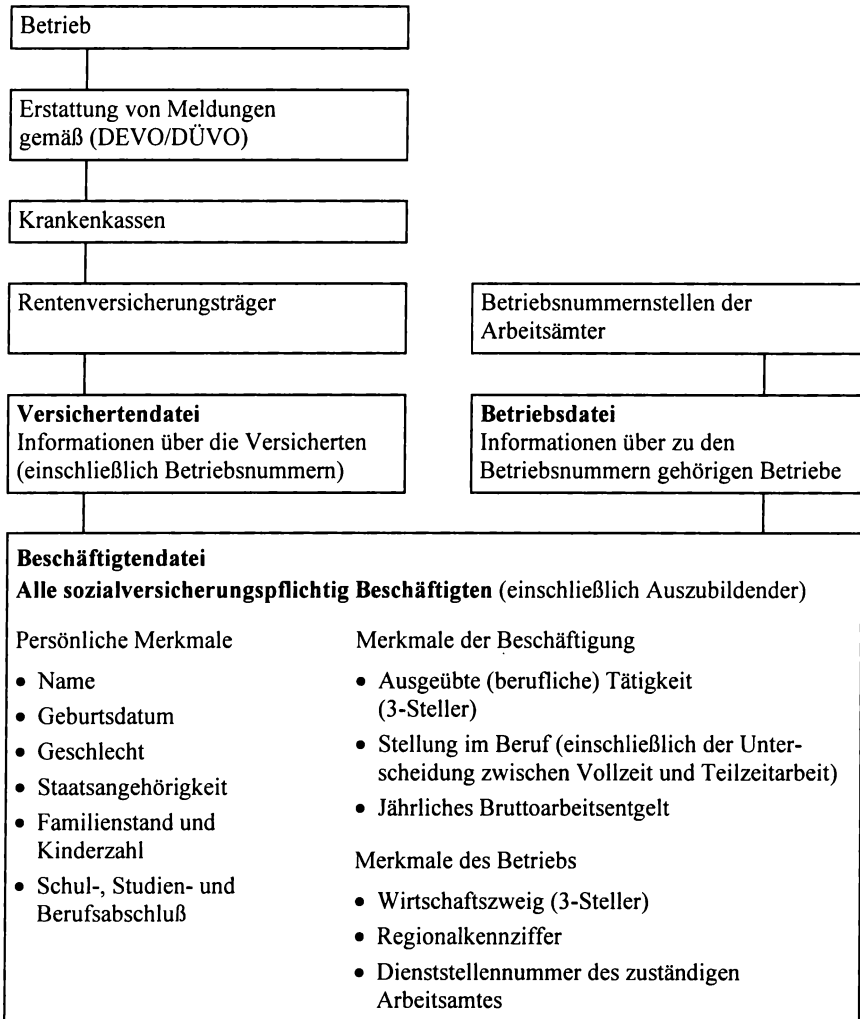 Betrieb
Erstattung von Meldungen
gemäß (DEVO/DÜVO)
Krankenkassen
Rentenversicherungsträger
Betriebsnummernstellen der
Arbeitsämter
Versichertendatei
Informationen über die Versicherten
(einschließlich Betriebsnummern)
Betriebsdatei
Informationen über zu den
Betriebsnummern gehörigen Betriebe
Beschäftigtendatei
Alle sozialversicherungspflichtig Beschäftigten (einschließlich Auszubildender)
Persönliche Merkmale
• Name
• Geburtsdatum
• Geschlecht
• Staatsangehörigkeit
• Familienstand und
Kinderzahl
• Schul-, Studien- und
Berufsabschluß
Merkmale der Beschäftigung
• Ausgeübte (berufliche) Tätigkeit
(3-Steller)
• Stellung im Beruf (einschließlich der Unter-
scheidung zwischen Vollzeit und Teilzeitarbeit)
• Jährliches Bruttoarbeitsentgelt
Merkmale des Betriebs
• Wirtschaftszweig (3-Steller)
• Regionalkennziffer
• Dienststellennummer des zuständigen
Arbeitsamtes